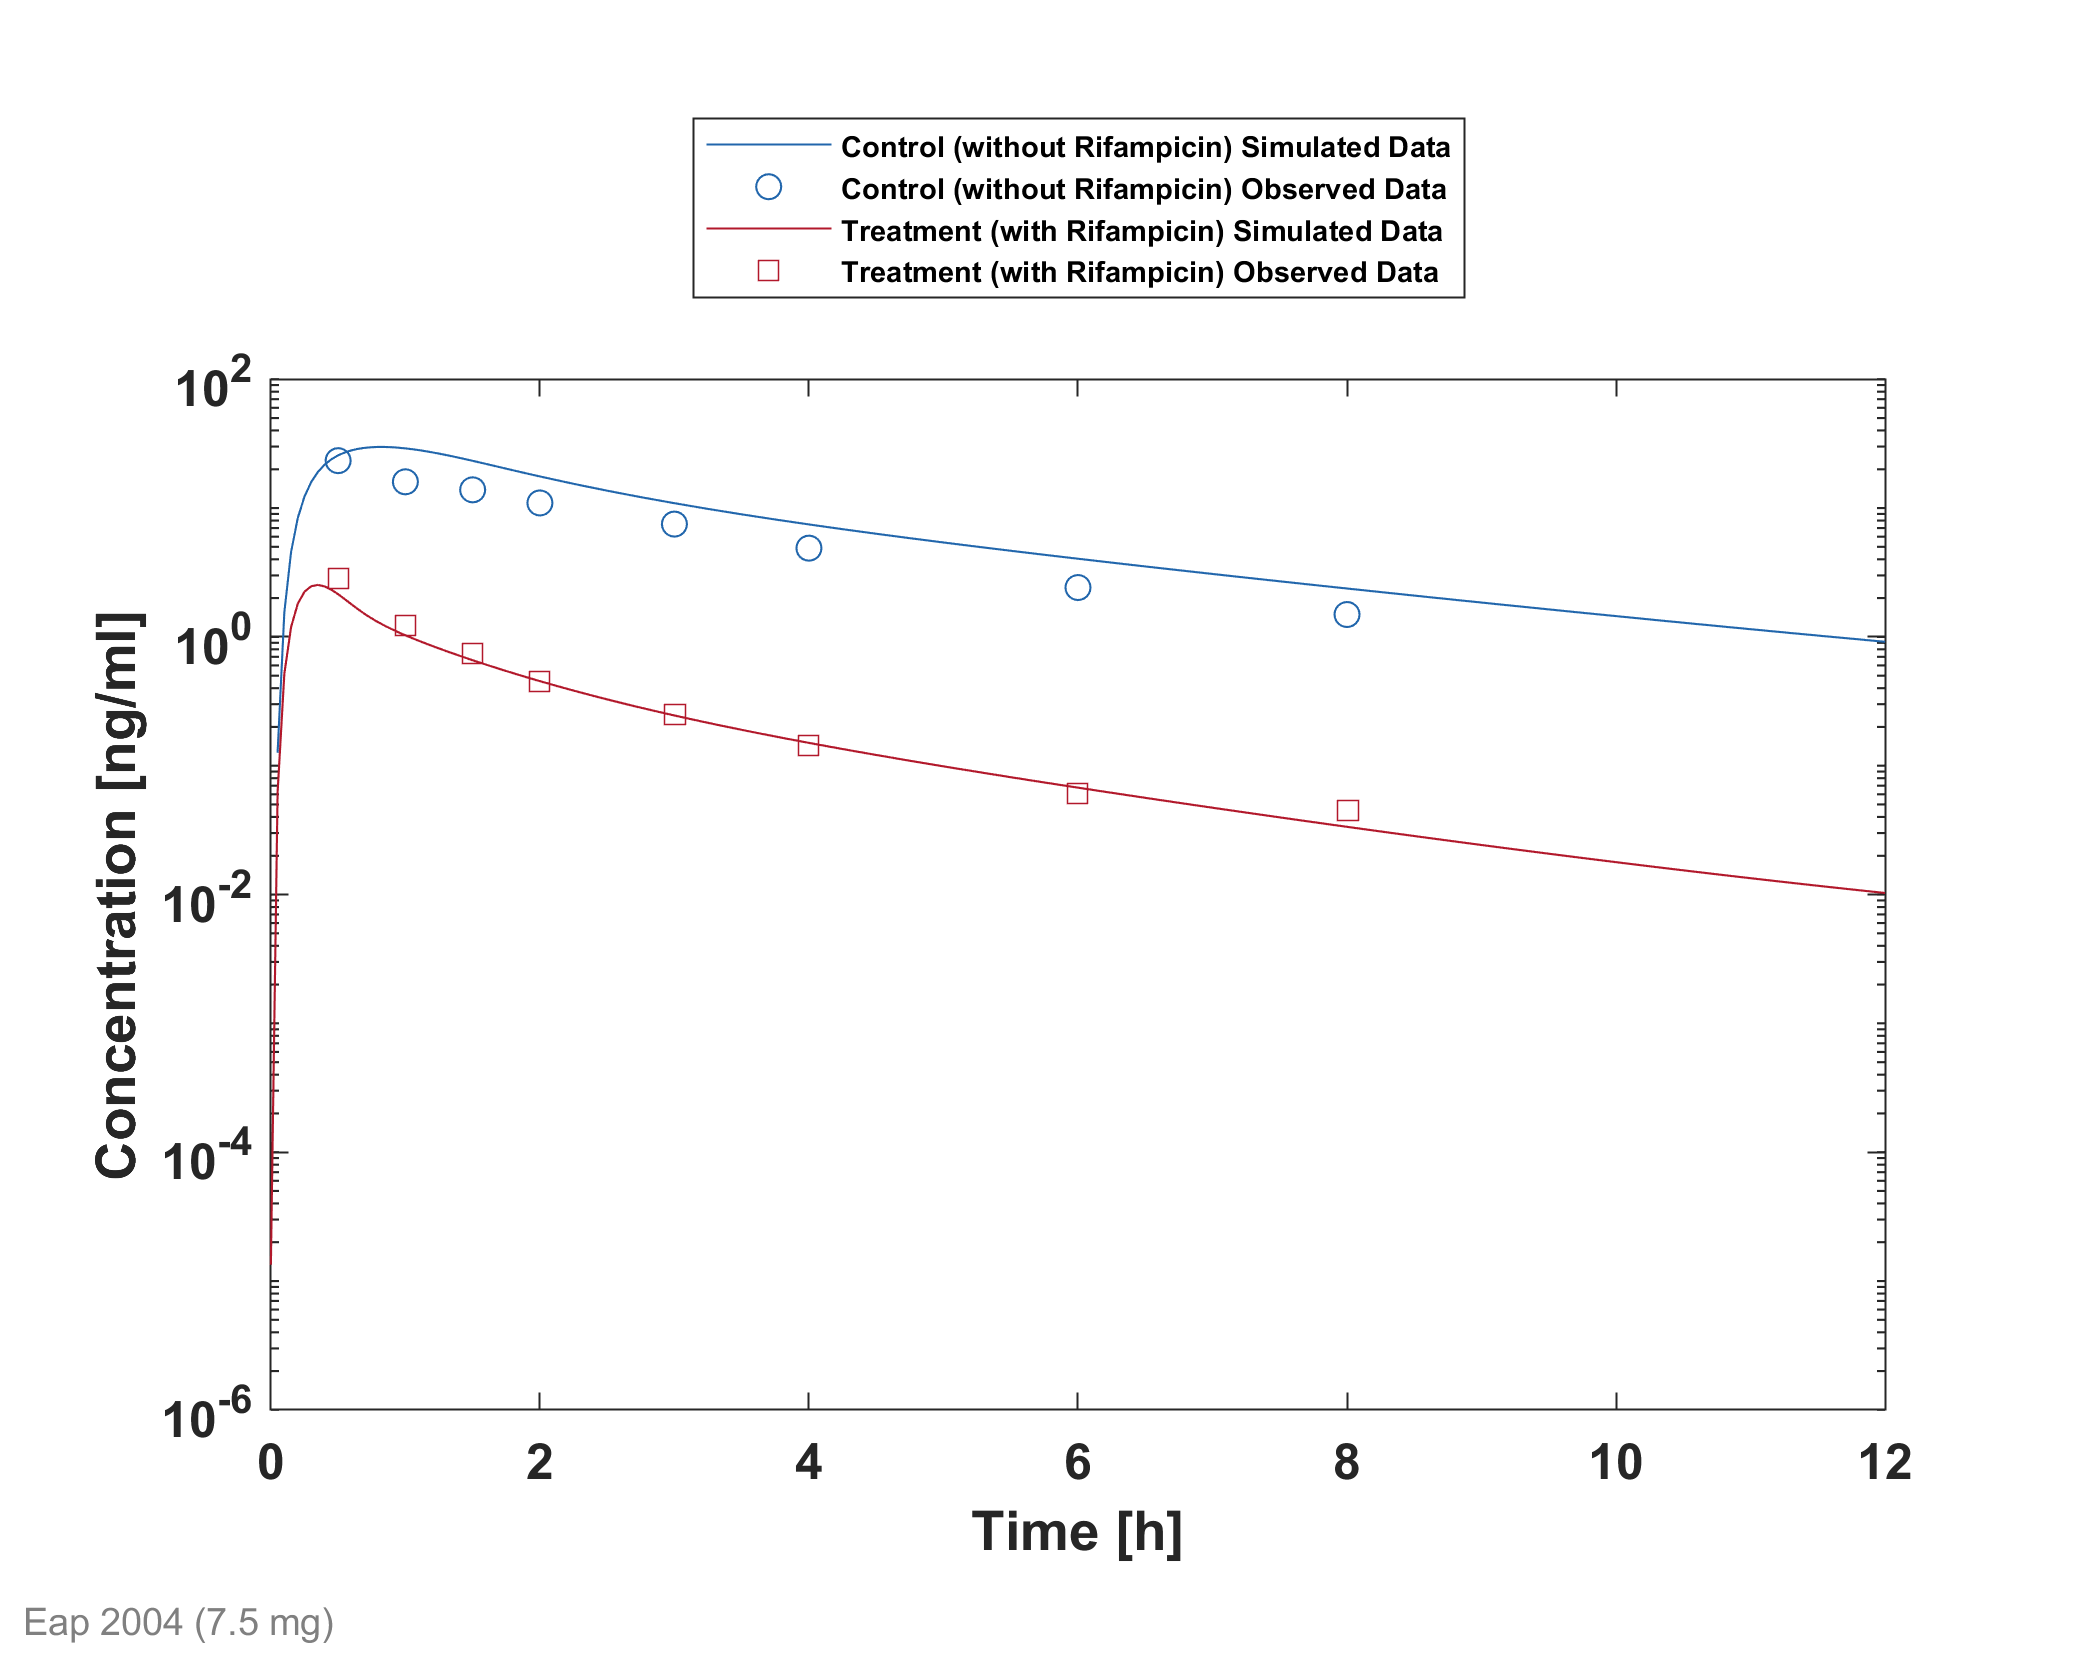 Control (without Rifampicin) Simulated Data
Control (without Rifampicin) Observed Data
Treatment (with Rifampicin) Simulated Data
Treatment (with Rifampicin) Observed Data
10^2
10^0
10^-2
10^-4
10^-6
Concentration [ng/ml]
0 2 4 6 8 10 12
Time [h]
Eap 2004 (7.5 mg)